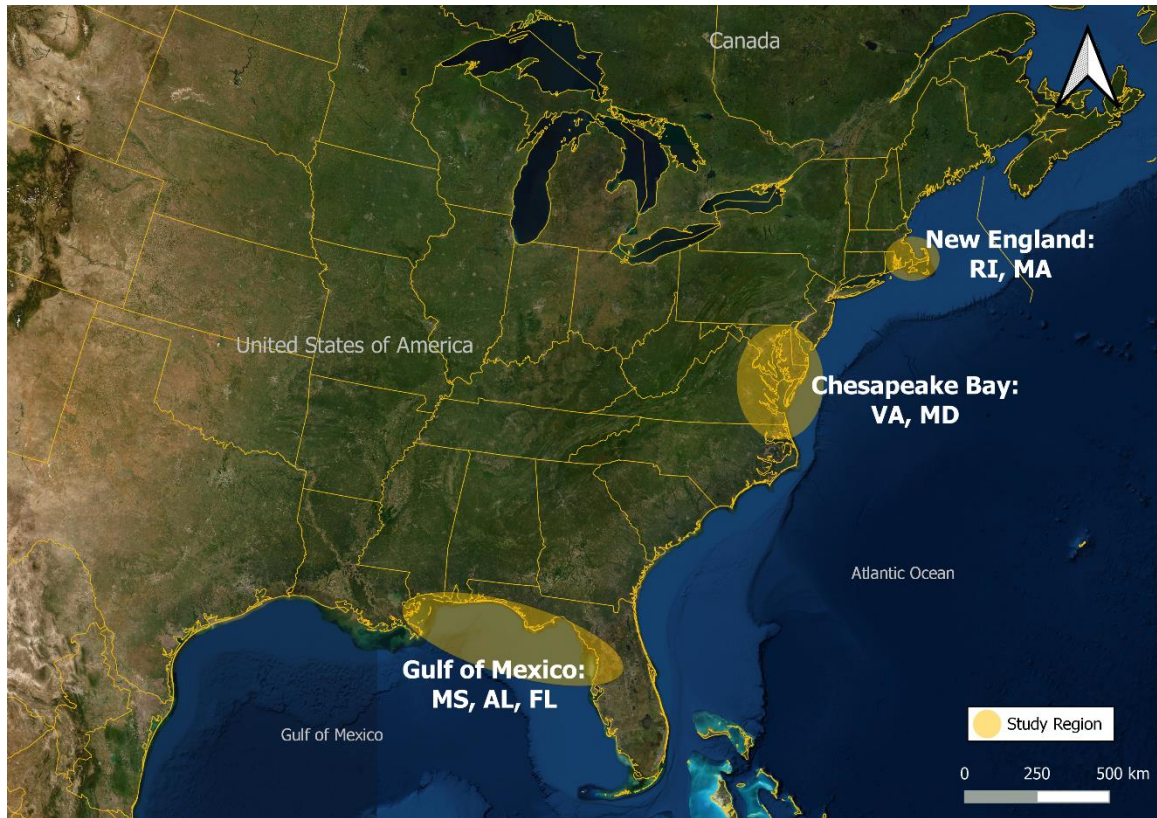 Canada
New England:
RI, MA
United States of America
Chesapeake Bay:
VA, MD
Atlantic Ocean
Gulf of Mexico:
MS, AL, FL
Gulf of Mexico
Study Region
0 250 500 km